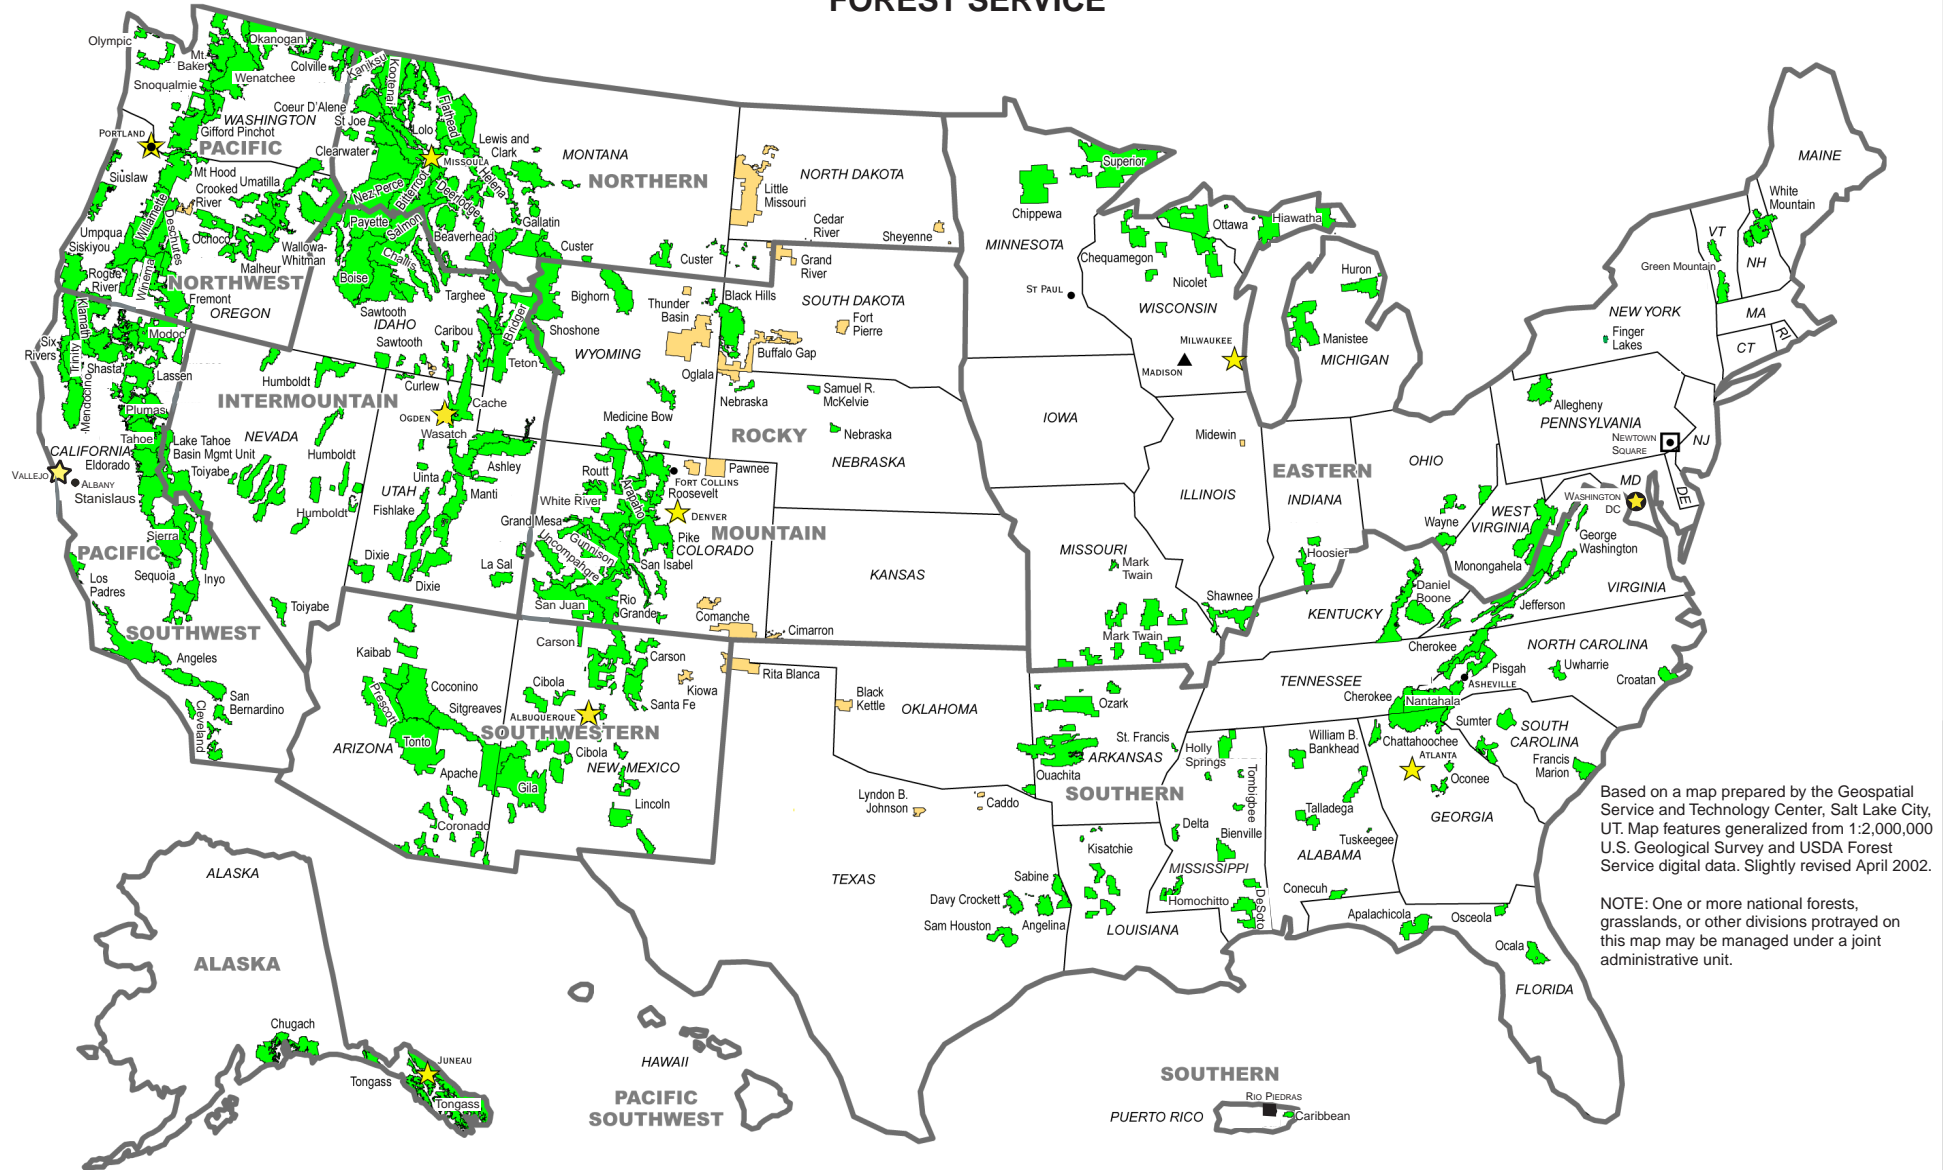 FOREST SERVICE
Olympic
Okanogan
Mt.
Baker
Colville
Kaniksu
Kootenai
Wenatchee
Snoqualmie
Coeur D'Alene
St Joe
WASHINGTON
Flathead
Lolo
Gifford Pinchot
PORTLAND
PACIFIC
Clearwater
MISSOULA
Lewis and
Clark
MONTANA
NORTHERN
Helena
Siuslaw
Mt Hood
Crooked
River
Umatilla
Nez Perce
Bitterroot
Deerlodge
Willamette
Deschutes
Umpqua
Siskiyou
Ochoco
Wallowa-
Whitman
Malheur
Payette
Salmon
Challis
Beaverhead
Gallatin
Custer
Custer
Rogue
River
Winema
NORTHWEST
Fremont
OREGON
Boise
Sawtooth
IDAHO
Sawtooth
Targhee
Caribou
Bridger
Teton
Curlew
Cache
Shoshone
Bighorn
WYOMING
Thunder
Basin
Black Hills
Medicine Bow
NORTH DAKOTA
Little
Missouri
Cedar
River
Sheyenne
Grand
River
SOUTH DAKOTA
Fort
Pierre
Buffalo Gap
Oglala
Nebraska
Samuel R.
McKelvie
Nebraska
NEBRASKA
ROCKY
MOUNTAIN
Klamath
Six
Rivers
Trinity
Modoc
Shasta
Lassen
Mendocino
Plumas
Tahoe
CALIFORNIA
Eldorado
Lake Tahoe
Basin Mgmt Unit
Toiyabe
VALLEJO
ALBANY
Stanislaus
Sierra
PACIFIC
Sequoia
Inyo
Los
Padres
SOUTHWEST
Angeles
San
Bernardino
Cleveland
Humboldt
INTERMOUNTAIN
NEVADA
Humboldt
Humboldt
Toiyabe
OGDEN
Wasatch
Ashley
Uinta
UTAH
Manti
Fishlake
Dixie
Dixie
La Sal
Routt
Arapaho
Pawnee
FORT COLLINS
Roosevelt
White River
DENVER
Grand Mesa
Gunnison
Uncompahgre
Pike
COLORADO
San Isabel
San Juan
Rio
Grande
Comanche
Cimarron
KANSAS
Kaibab
Coconino
Prescott
Sitgreaves
Tonto
ARIZONA
Apache
Coronado
Carson
Carson
Cibola
Kiowa
Santa Fe
ALBUQUERQUE
SOUTHWESTERN
Cibola
NEW MEXICO
Gila
Lincoln
Rita Blanca
Black
Kettle
OKLAHOMA
Lyndon B.
Johnson
Caddo
TEXAS
Sabine
Davy Crockett
Angelina
Sam Houston
Superior
Chippewa
MINNESOTA
ST PAUL
Ottawa
Hiawatha
Chequamegon
Nicolet
WISCONSIN
MILWAUKEE
MADISON
Huron
Manistee
MICHIGAN
IOWA
Midewin
ILLINOIS
EASTERN
INDIANA
OHIO
MISSOURI
Mark
Twain
Mark Twain
Hoosier
Shawnee
Wayne
MAINE
White
Mountain
VT
NH
Green Mountain
NEW YORK
MA
Finger
Lakes
CT
RI
Allegheny
PENNSYLVANIA
NEWTOWN
SQUARE
NJ
MD
DE
WASHINGTON
DC
WEST
VIRGINIA
George
Washington
Monongahela
VIRGINIA
Daniel
Boone
KENTUCKY
Jefferson
NORTH CAROLINA
Cherokee
Pisgah
Uwharrie
Croatan
ASHEVILLE
TENNESSEE
Cherokee
Nantahala
Sumter
SOUTH
CAROLINA
Francis
Marion
Chattahoochee
ATLANTA
Oconee
GEORGIA
Ozark
St. Francis
ARKANSAS
Ouachita
SOUTHERN
Holly
Springs
Tombigbee
William B.
Bankhead
Talladega
Delta
Bienville
Tuskeegee
ALABAMA
Kisatchie
MISSISSIPPI
Homochitto
De Soto
Conecuh
LOUISIANA
Apalachicola
Osceola
Ocala
FLORIDA
Based on a map prepared by the Geospatial
Service and Technology Center, Salt Lake City,
UT. Map features generalized from 1:2,000,000
U.S. Geological Survey and USDA Forest
Service digital data. Slightly revised April 2002.
NOTE: One or more national forests,
grasslands, or other divisions protrayed on
this map may be managed under a joint
administrative unit.
ALASKA
ALASKA
Chugach
JUNEAU
Tongass
Tongass
HAWAII
PACIFIC
SOUTHWEST
SOUTHERN
RIO PIEDRAS
PUERTO RICO
Caribbean